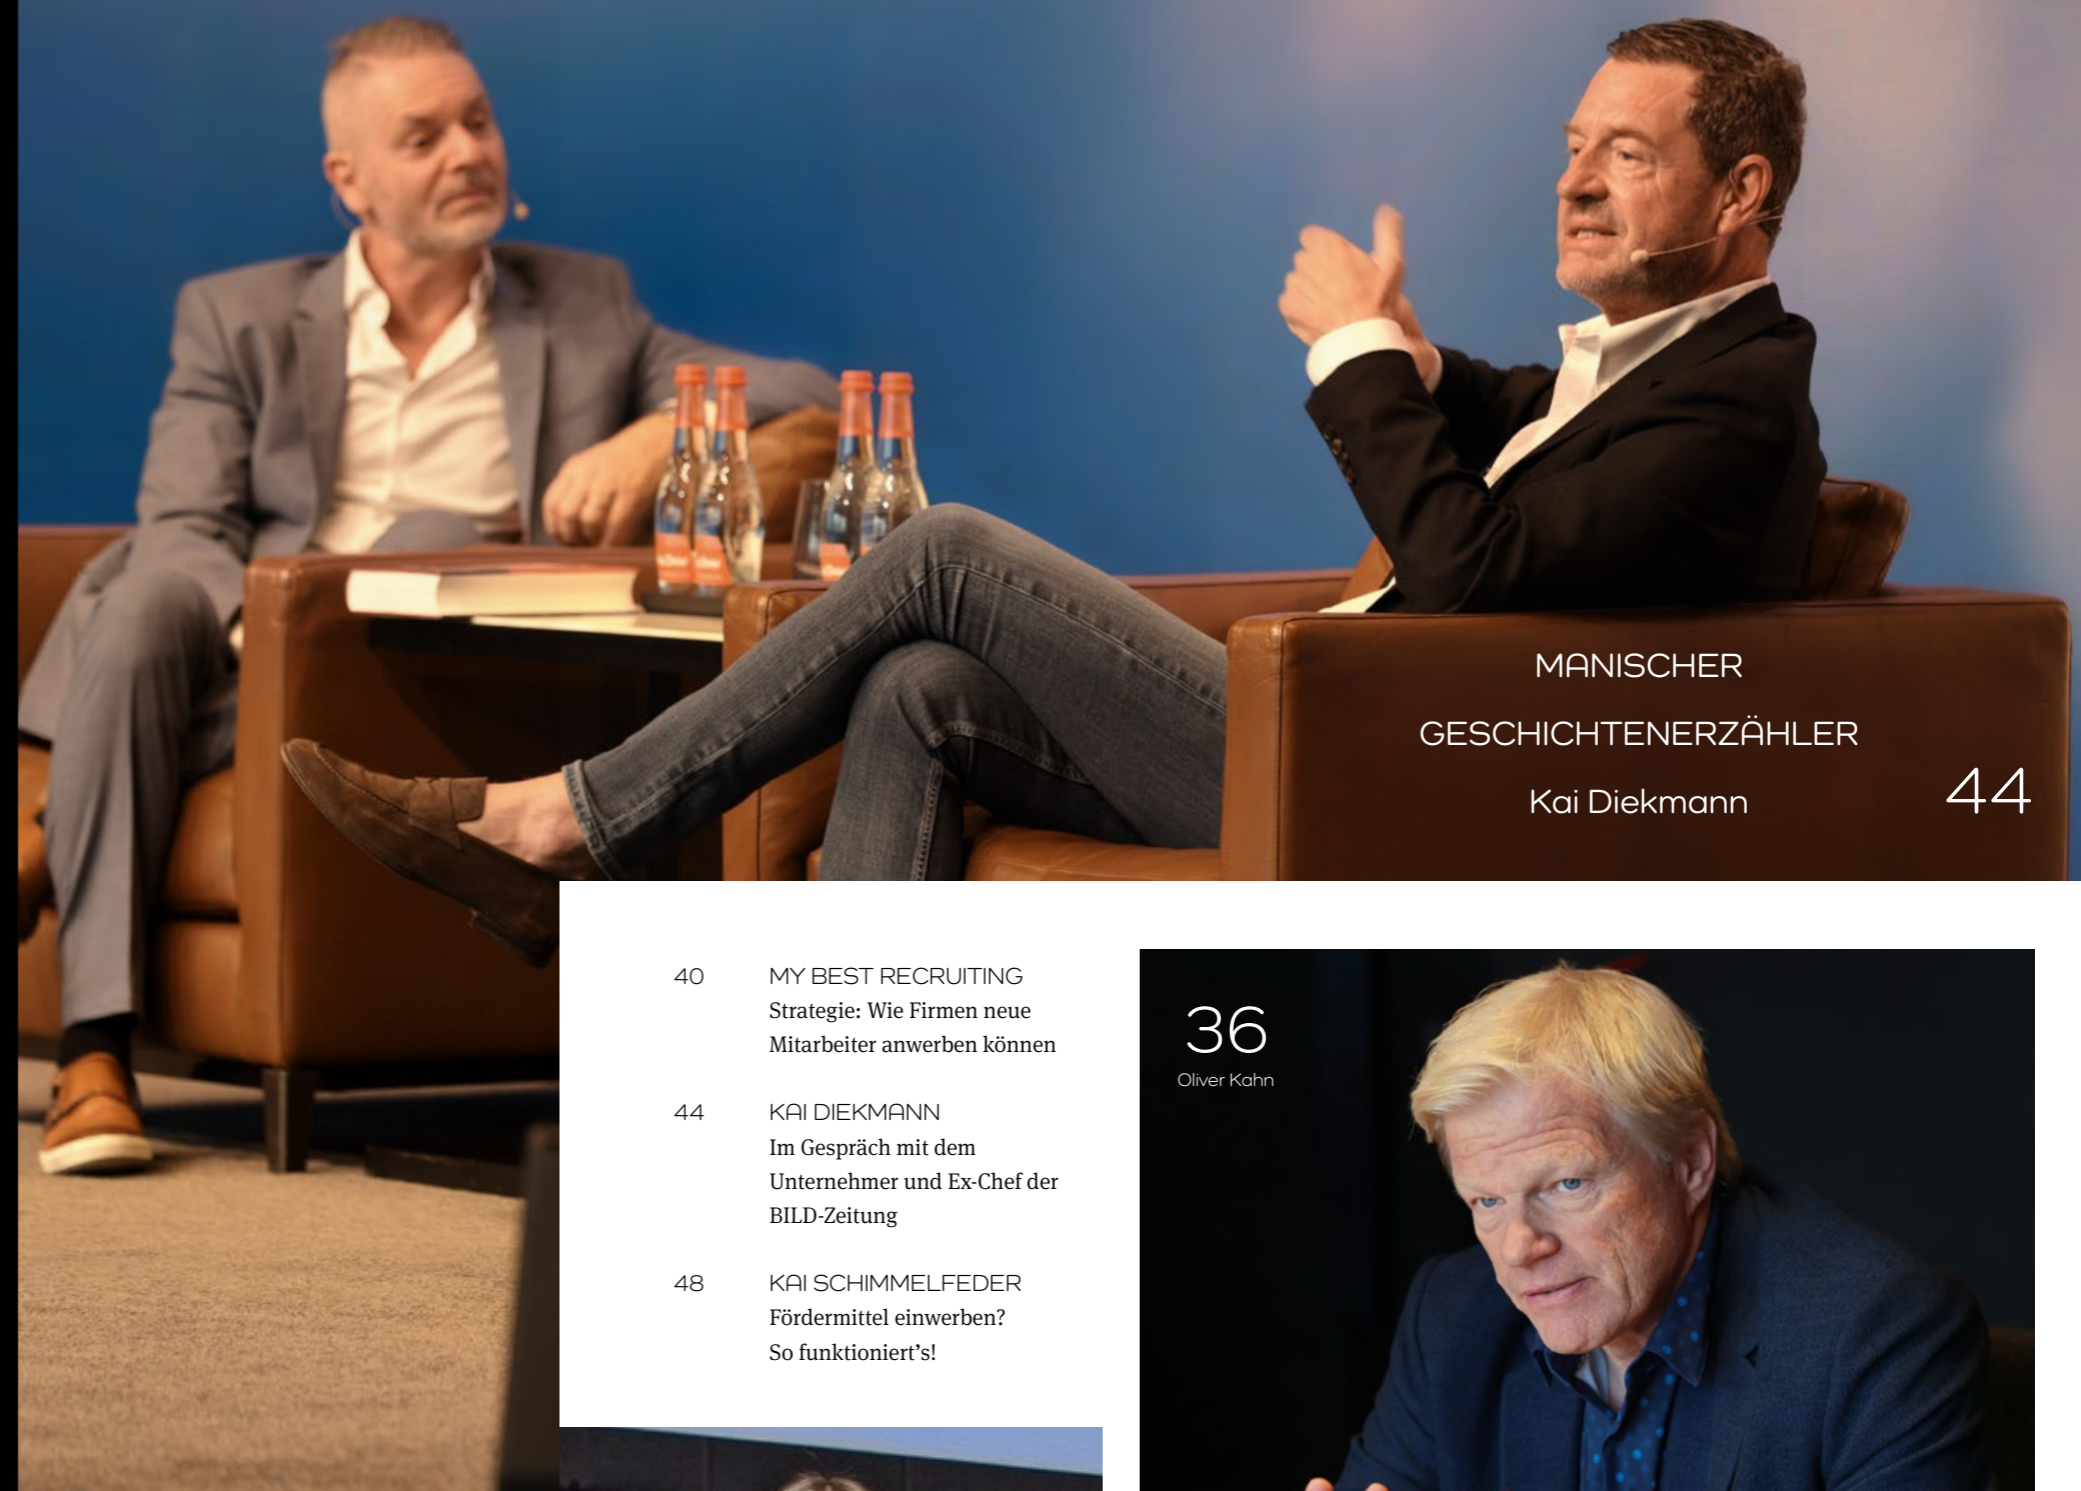 MANISCHER
GESCHICHTENERZÄHLER
Kai Diekmann
44
40
MY BEST RECRUITING
Strategie: Wie Firmen neue
Mitarbeiter anwerben können
44
KAI DIEKMANN
Im Gespräch mit dem
Unternehmer und Ex-Chef der
BILD-Zeitung
48
KAI SCHIMMELFEDER
Fördermittel einwerben?
So funktioniert’s!
36
Oliver Kahn